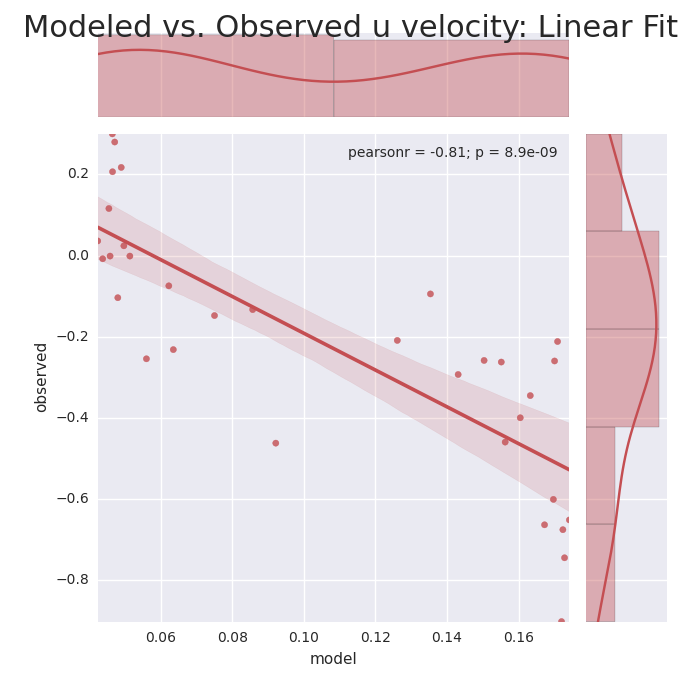 Modeled vs. Observed u velocity: Linear Fit
pearsonr = -0.81; p = 8.9e-09
0.2
0.0
−0.2
−0.4
−0.6
−0.8
observed
0.06 0.08 0.10 0.12 0.14 0.16
model